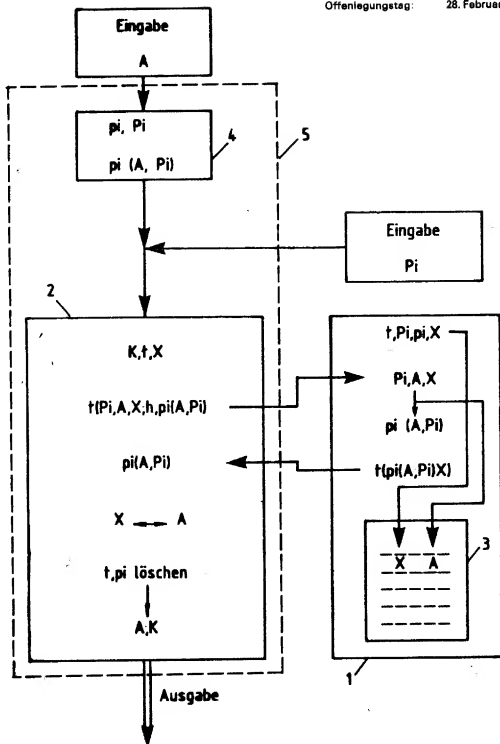 Offenlegungstag: 28. Februar
Eingabe
A
pi, Pi
pi (A, Pi)
4
5
Eingabe
Pi
2
K,t,X
t(Pi,A,X;h,pi(A,Pi)
pi(A,Pi)
X ↔ A
t,pi löschen
A;K
t,Pi,pi,X
Pi,A,X
pi (A,Pi)
t(pi(A,Pi)X)
X A
3
1
Ausgabe